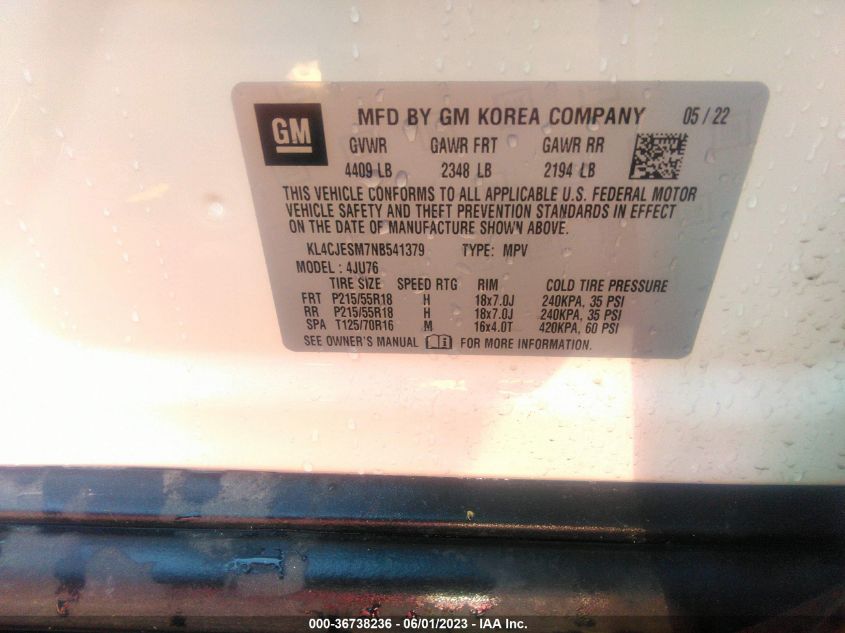 GM
MFD BY GM KOREA COMPANY 05 / 22
GVWR GAWR FRT GAWR RR
4409 LB 2348 LB 2194 LB
THIS VEHICLE CONFORMS TO ALL APPLICABLE U.S. FEDERAL MOTOR
VEHICLE SAFETY AND THEFT PREVENTION STANDARDS IN EFFECT
ON THE DATE OF MANUFACTURE SHOWN ABOVE.
KL4CJESM7NB541379 TYPE: MPV
MODEL : 4JU76
TIRE SIZE SPEED RTG RIM COLD TIRE PRESSURE
FRT P215/55R18 H 18x7.0J 240KPA, 35 PSI
RR P215/55R18 H 18x7.0J 240KPA, 35 PSI
SPA T125/70R16 M 16x4.0T 420KPA, 60 PSI
SEE OWNER'S MANUAL FOR MORE INFORMATION.
000-36738236 - 06/01/2023 - IAA Inc.